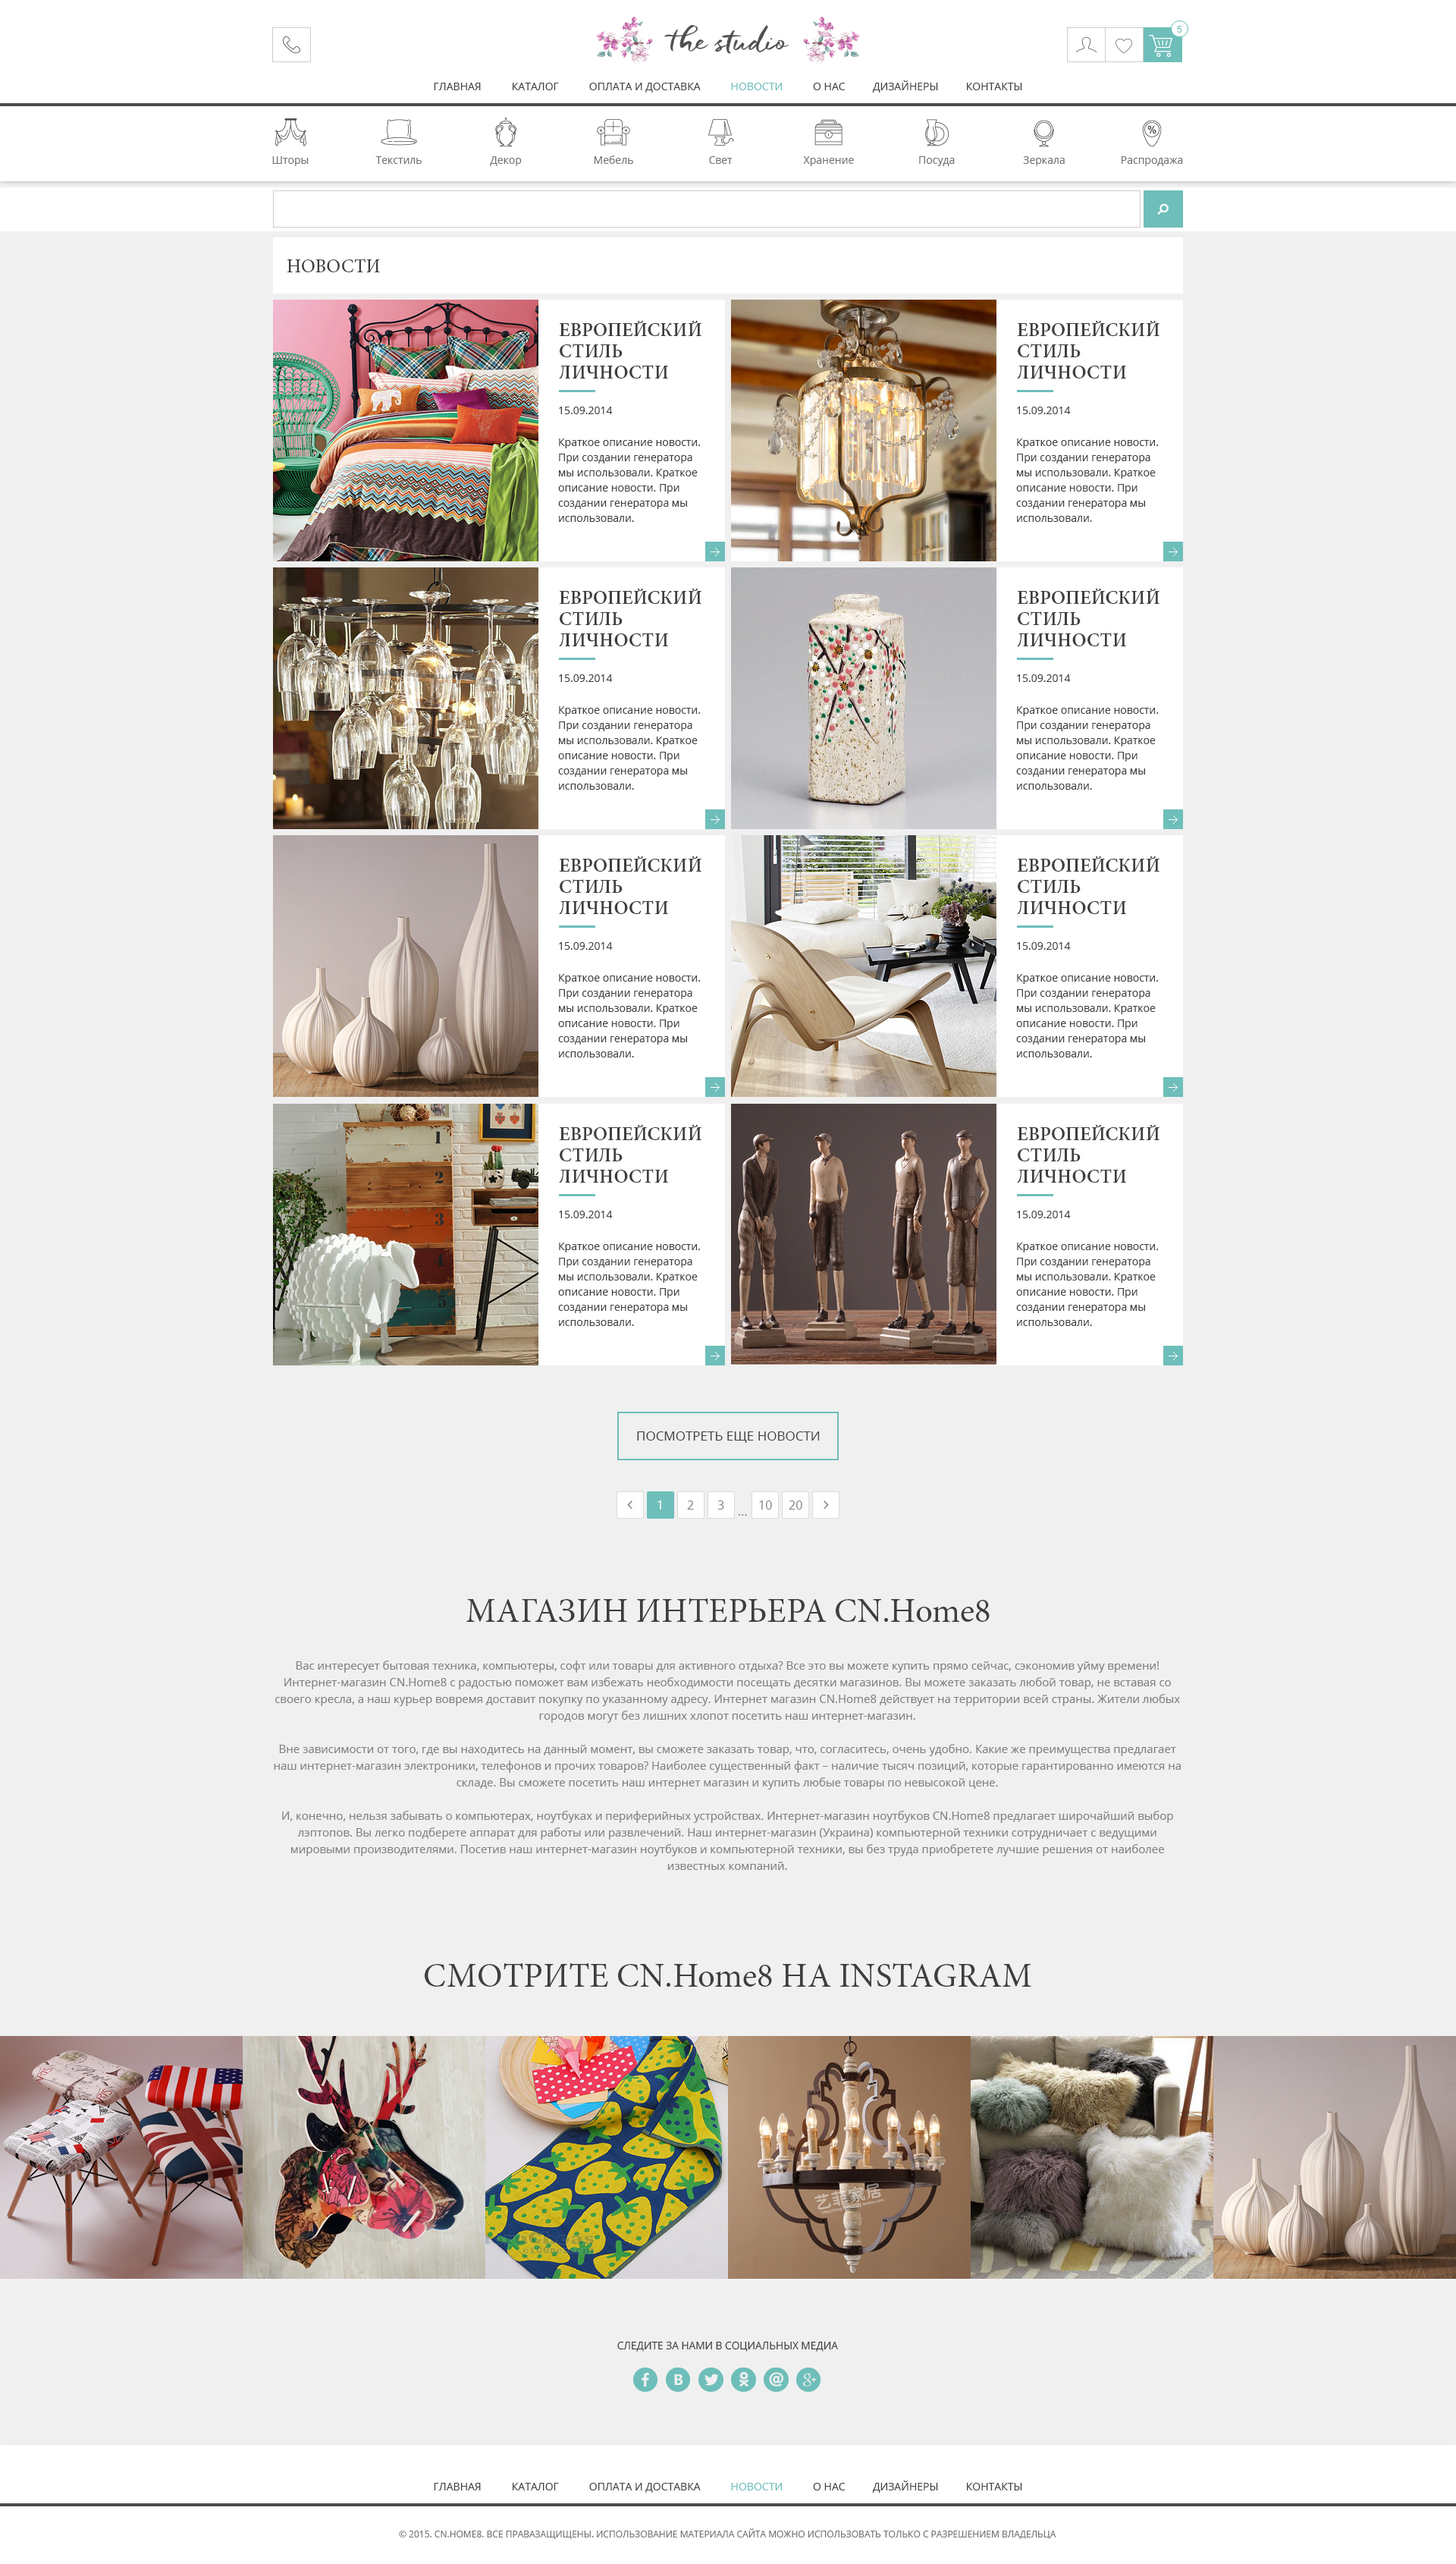 the studio
5
ГЛАВНАЯ КАТАЛОГ ОПЛАТА И ДОСТАВКА НОВОСТИ О НАС ДИЗАЙНЕРЫ КОНТАКТЫ
%
Шторы Текстиль Декор Мебель Свет Хранение Посуда Зеркала Распродажа
НОВОСТИ
ЕВРОПЕЙСКИЙ
СТИЛЬ
ЛИЧНОСТИ
15.09.2014
Краткое описание новости.
При создании генератора
мы использовали. Краткое
описание новости. При
создании генератора мы
использовали.
ЕВРОПЕЙСКИЙ
СТИЛЬ
ЛИЧНОСТИ
15.09.2014
Краткое описание новости.
При создании генератора
мы использовали. Краткое
описание новости. При
создании генератора мы
использовали.
ЕВРОПЕЙСКИЙ
СТИЛЬ
ЛИЧНОСТИ
15.09.2014
Краткое описание новости.
При создании генератора
мы использовали. Краткое
описание новости. При
создании генератора мы
использовали.
ЕВРОПЕЙСКИЙ
СТИЛЬ
ЛИЧНОСТИ
15.09.2014
Краткое описание новости.
При создании генератора
мы использовали. Краткое
описание новости. При
создании генератора мы
использовали.
ЕВРОПЕЙСКИЙ
СТИЛЬ
ЛИЧНОСТИ
15.09.2014
Краткое описание новости.
При создании генератора
мы использовали. Краткое
описание новости. При
создании генератора мы
использовали.
ЕВРОПЕЙСКИЙ
СТИЛЬ
ЛИЧНОСТИ
15.09.2014
Краткое описание новости.
При создании генератора
мы использовали. Краткое
описание новости. При
создании генератора мы
использовали.
1
2
3
4
5
ЕВРОПЕЙСКИЙ
СТИЛЬ
ЛИЧНОСТИ
15.09.2014
Краткое описание новости.
При создании генератора
мы использовали. Краткое
описание новости. При
создании генератора мы
использовали.
ЕВРОПЕЙСКИЙ
СТИЛЬ
ЛИЧНОСТИ
15.09.2014
Краткое описание новости.
При создании генератора
мы использовали. Краткое
описание новости. При
создании генератора мы
использовали.
ПОСМОТРЕТЬ ЕЩЕ НОВОСТИ
1 2 3 ... 10 20
МАГАЗИН ИНТЕРЬЕРА CN.Home8
Вас интересует бытовая техника, компьютеры, софт или товары для активного отдыха? Все это вы можете купить прямо сейчас, сэкономив уйму времени!
Интернет-магазин CN.Home8 с радостью поможет вам избежать необходимости посещать десятки магазинов. Вы можете заказать любой товар, не вставая со
своего кресла, а наш курьер вовремя доставит покупку по указанному адресу. Интернет магазин CN.Home8 действует на территории всей страны. Жители любых
городов могут без лишних хлопот посетить наш интернет-магазин.
Вне зависимости от того, где вы находитесь на данный момент, вы сможете заказать товар, что, согласитесь, очень удобно. Какие же преимущества предлагает
наш интернет-магазин электроники, телефонов и прочих товаров? Наиболее существенный факт – наличие тысяч позиций, которые гарантированно имеются на
складе. Вы сможете посетить наш интернет магазин и купить любые товары по невысокой цене.
И, конечно, нельзя забывать о компьютерах, ноутбуках и периферийных устройствах. Интернет-магазин ноутбуков CN.Home8 предлагает широчайший выбор
лэптопов. Вы легко подберете аппарат для работы или развлечений. Наш интернет-магазин (Украина) компьютерной техники сотрудничает с ведущими
мировыми производителями. Посетив наш интернет-магазин ноутбуков и компьютерной техники, вы без труда приобретете лучшие решения от наиболее
известных компаний.
СМОТРИТЕ CN.Home8 НА INSTAGRAM
艺菲家居
СЛЕДИТЕ ЗА НАМИ В СОЦИАЛЬНЫХ МЕДИА
ГЛАВНАЯ КАТАЛОГ ОПЛАТА И ДОСТАВКА НОВОСТИ О НАС ДИЗАЙНЕРЫ КОНТАКТЫ
© 2015. CN.HOME8. ВСЕ ПРАВАЗАЩИЩЕНЫ. ИСПОЛЬЗОВАНИЕ МАТЕРИАЛА САЙТА МОЖНО ИСПОЛЬЗОВАТЬ ТОЛЬКО С РАЗРЕШЕНИЕМ ВЛАДЕЛЬЦА